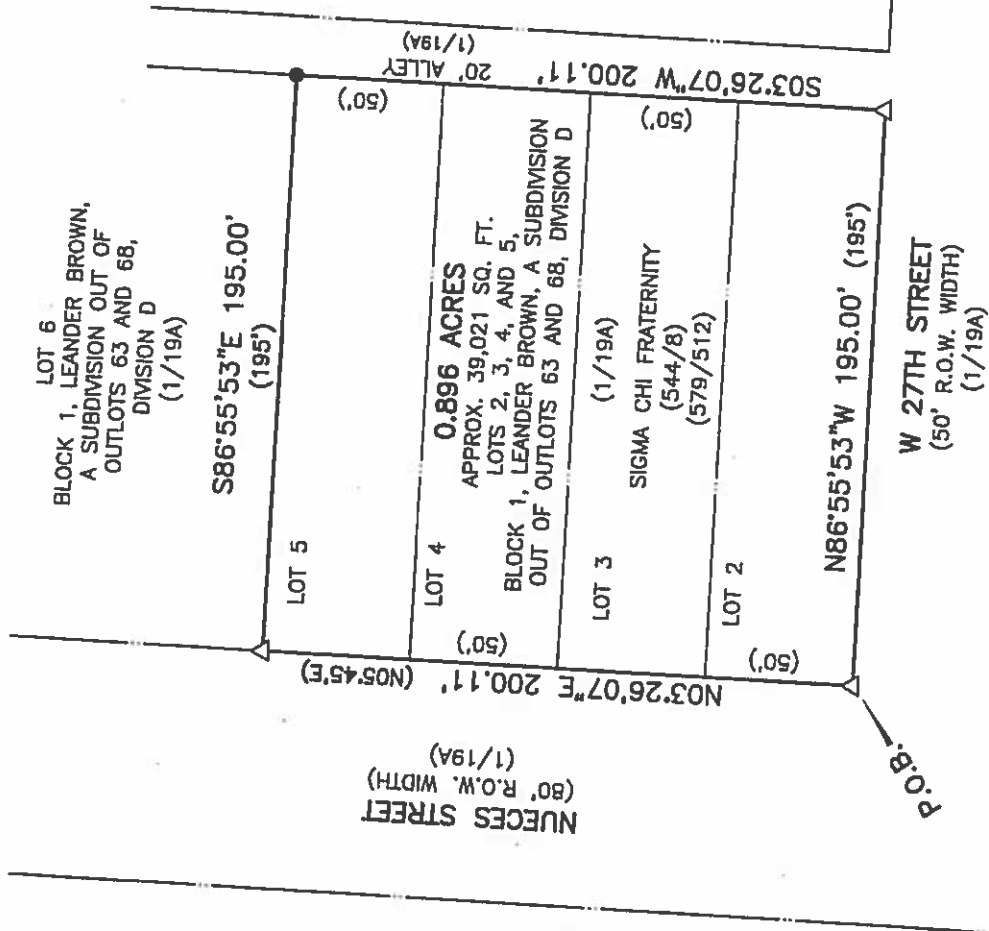 LOT 6
BLOCK 1, LEANDER BROWN,
A SUBDIVISION OUT OF
OUTLOTS 63 AND 68,
DIVISION D
(1/19A)
S86°55'53"E 195.00'
(195')
20' ALLEY
(1/19A)
S03°26'07"W 200.11'
(50')
(50')
LOT 5
LOT 4
0.896 ACRES
APPROX. 39,021 SQ. FT.
LOTS 2, 3, 4, AND 5,
BLOCK 1, LEANDER BROWN, A SUBDIVISION
OUT OF OUTLOTS 63 AND 68, DIVISION D
(1/19A)
LOT 3
SIGMA CHI FRATERNITY
(544/8)
(579/512)
LOT 2
(50')
(50')
N03°26'07"E 200.11' (N05°45'E)
N86°55'53"W 195.00' (195')
W 27TH STREET
(50' R.O.W. WIDTH)
(1/19A)
NUECES STREET
(80' R.O.W. WIDTH)
(1/19A)
P.O.B.